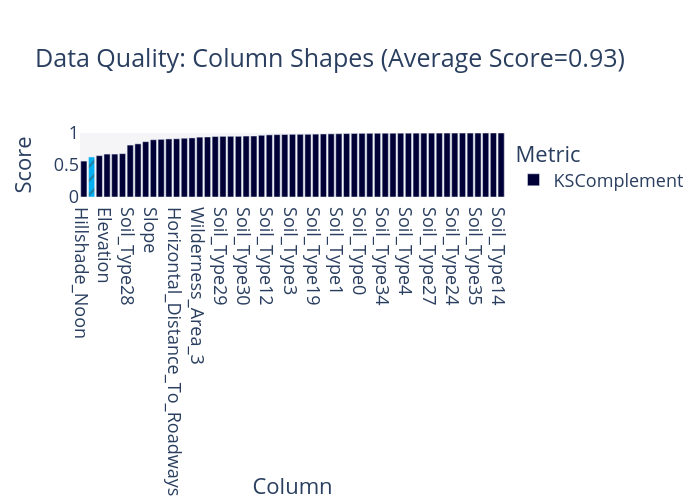 Data Quality: Column Shapes (Average Score=0.93)
Score
1
0.5
0
Hillshade_Noon
Elevation
Soil_Type28
Slope
Horizontal_Distance_To_Roadways
Wilderness_Area_3
Soil_Type29
Soil_Type30
Soil_Type12
Soil_Type3
Soil_Type19
Soil_Type1
Soil_Type0
Soil_Type34
Soil_Type4
Soil_Type27
Soil_Type24
Soil_Type35
Soil_Type14
Column
Metric
KSComplement